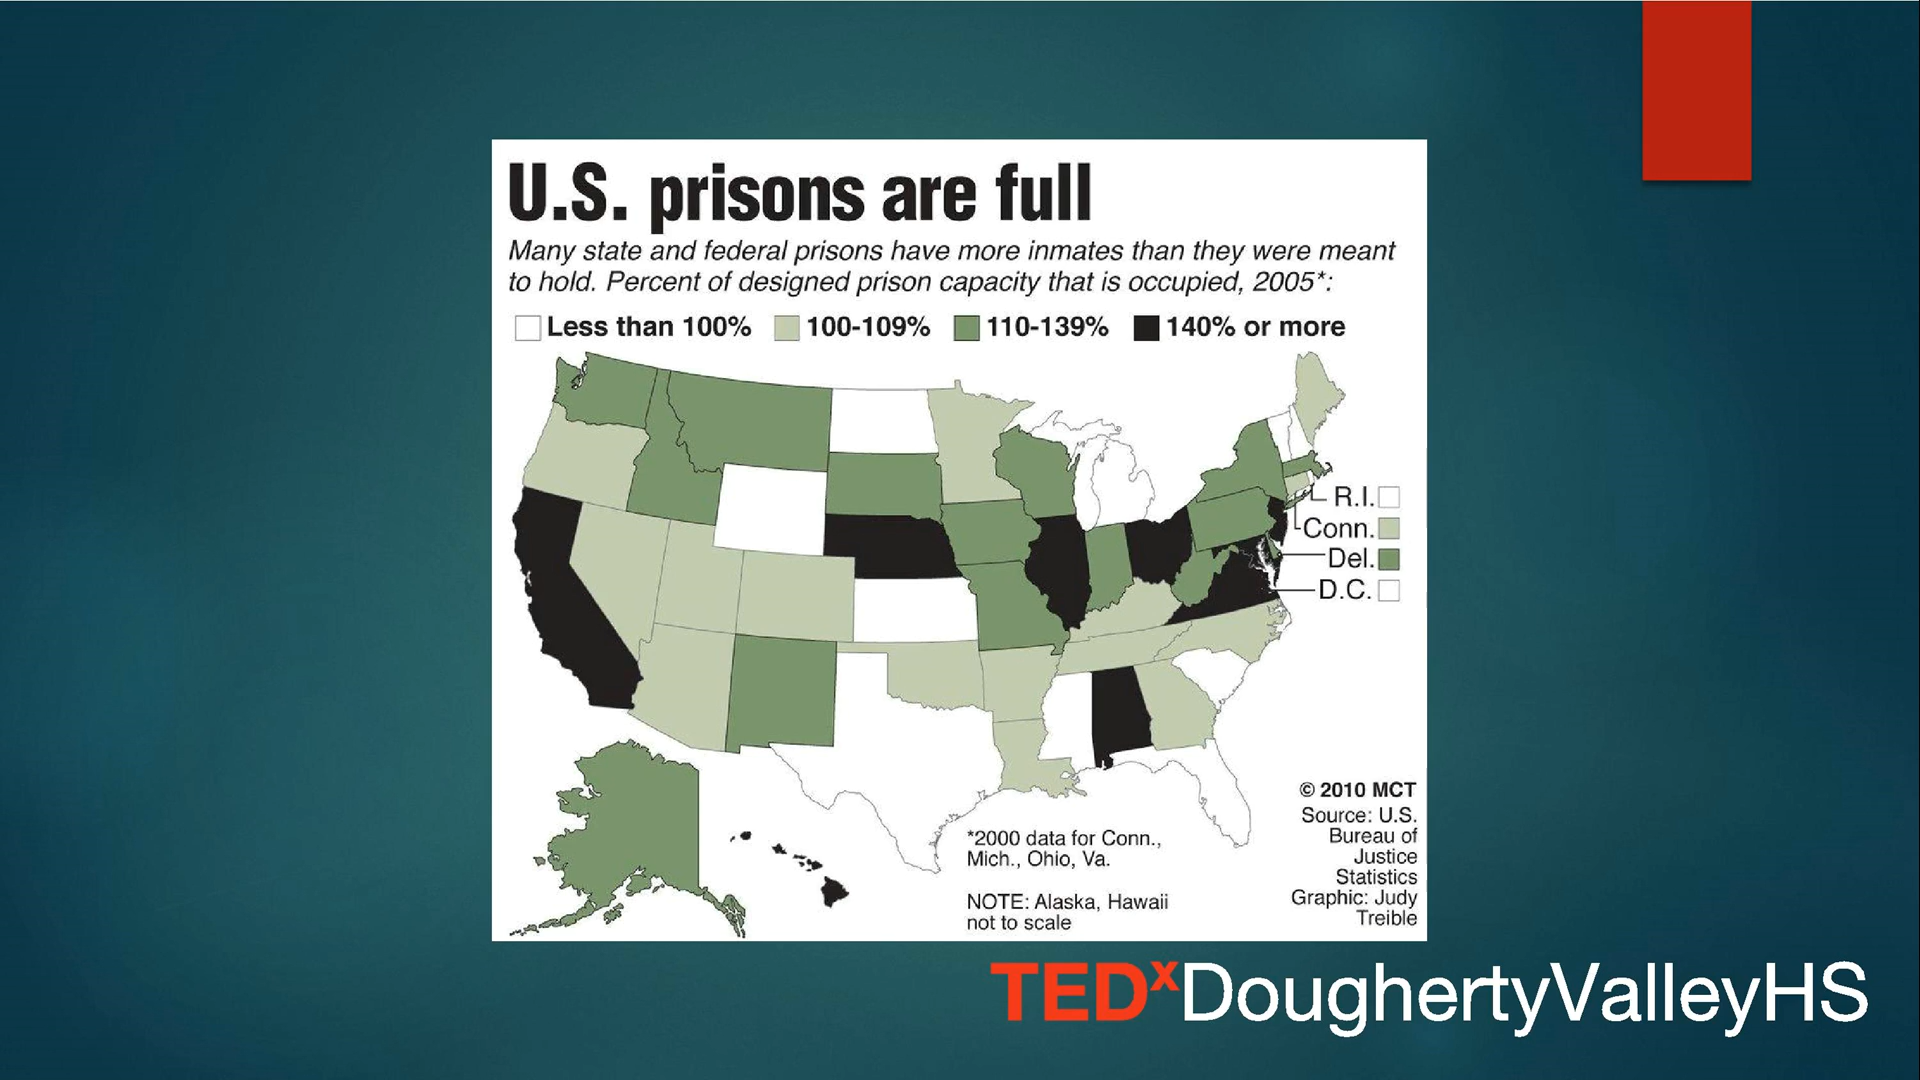 U.S. prisons are full
Many state and federal prisons have more inmates than they were meant
to hold. Percent of designed prison capacity that is occupied, 2005*:
Less than 100% 100-109% 110-139% 140% or more
R.I.
Conn.
Del.
D.C.
*2000 data for Conn.,
Mich., Ohio, Va.
NOTE: Alaska, Hawaii
not to scale
© 2010 MCT
Source: U.S.
Bureau of
Justice
Statistics
Graphic: Judy
Treible
TEDxDoughertyValleyHS